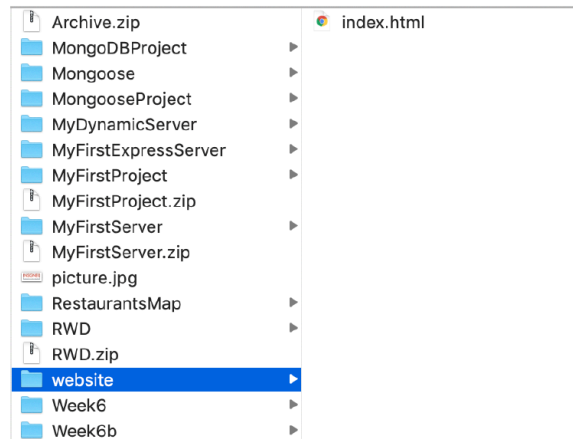 Archive.zip
index.html
MongoDBProject
Mongoose
MongooseProject
MyDynamicServer
MyFirstExpressServer
MyFirstProject
MyFirstProject.zip
MyFirstServer
MyFirstServer.zip
picture.jpg
RestaurantsMap
RWD
RWD.zip
website
Week6
Week6b